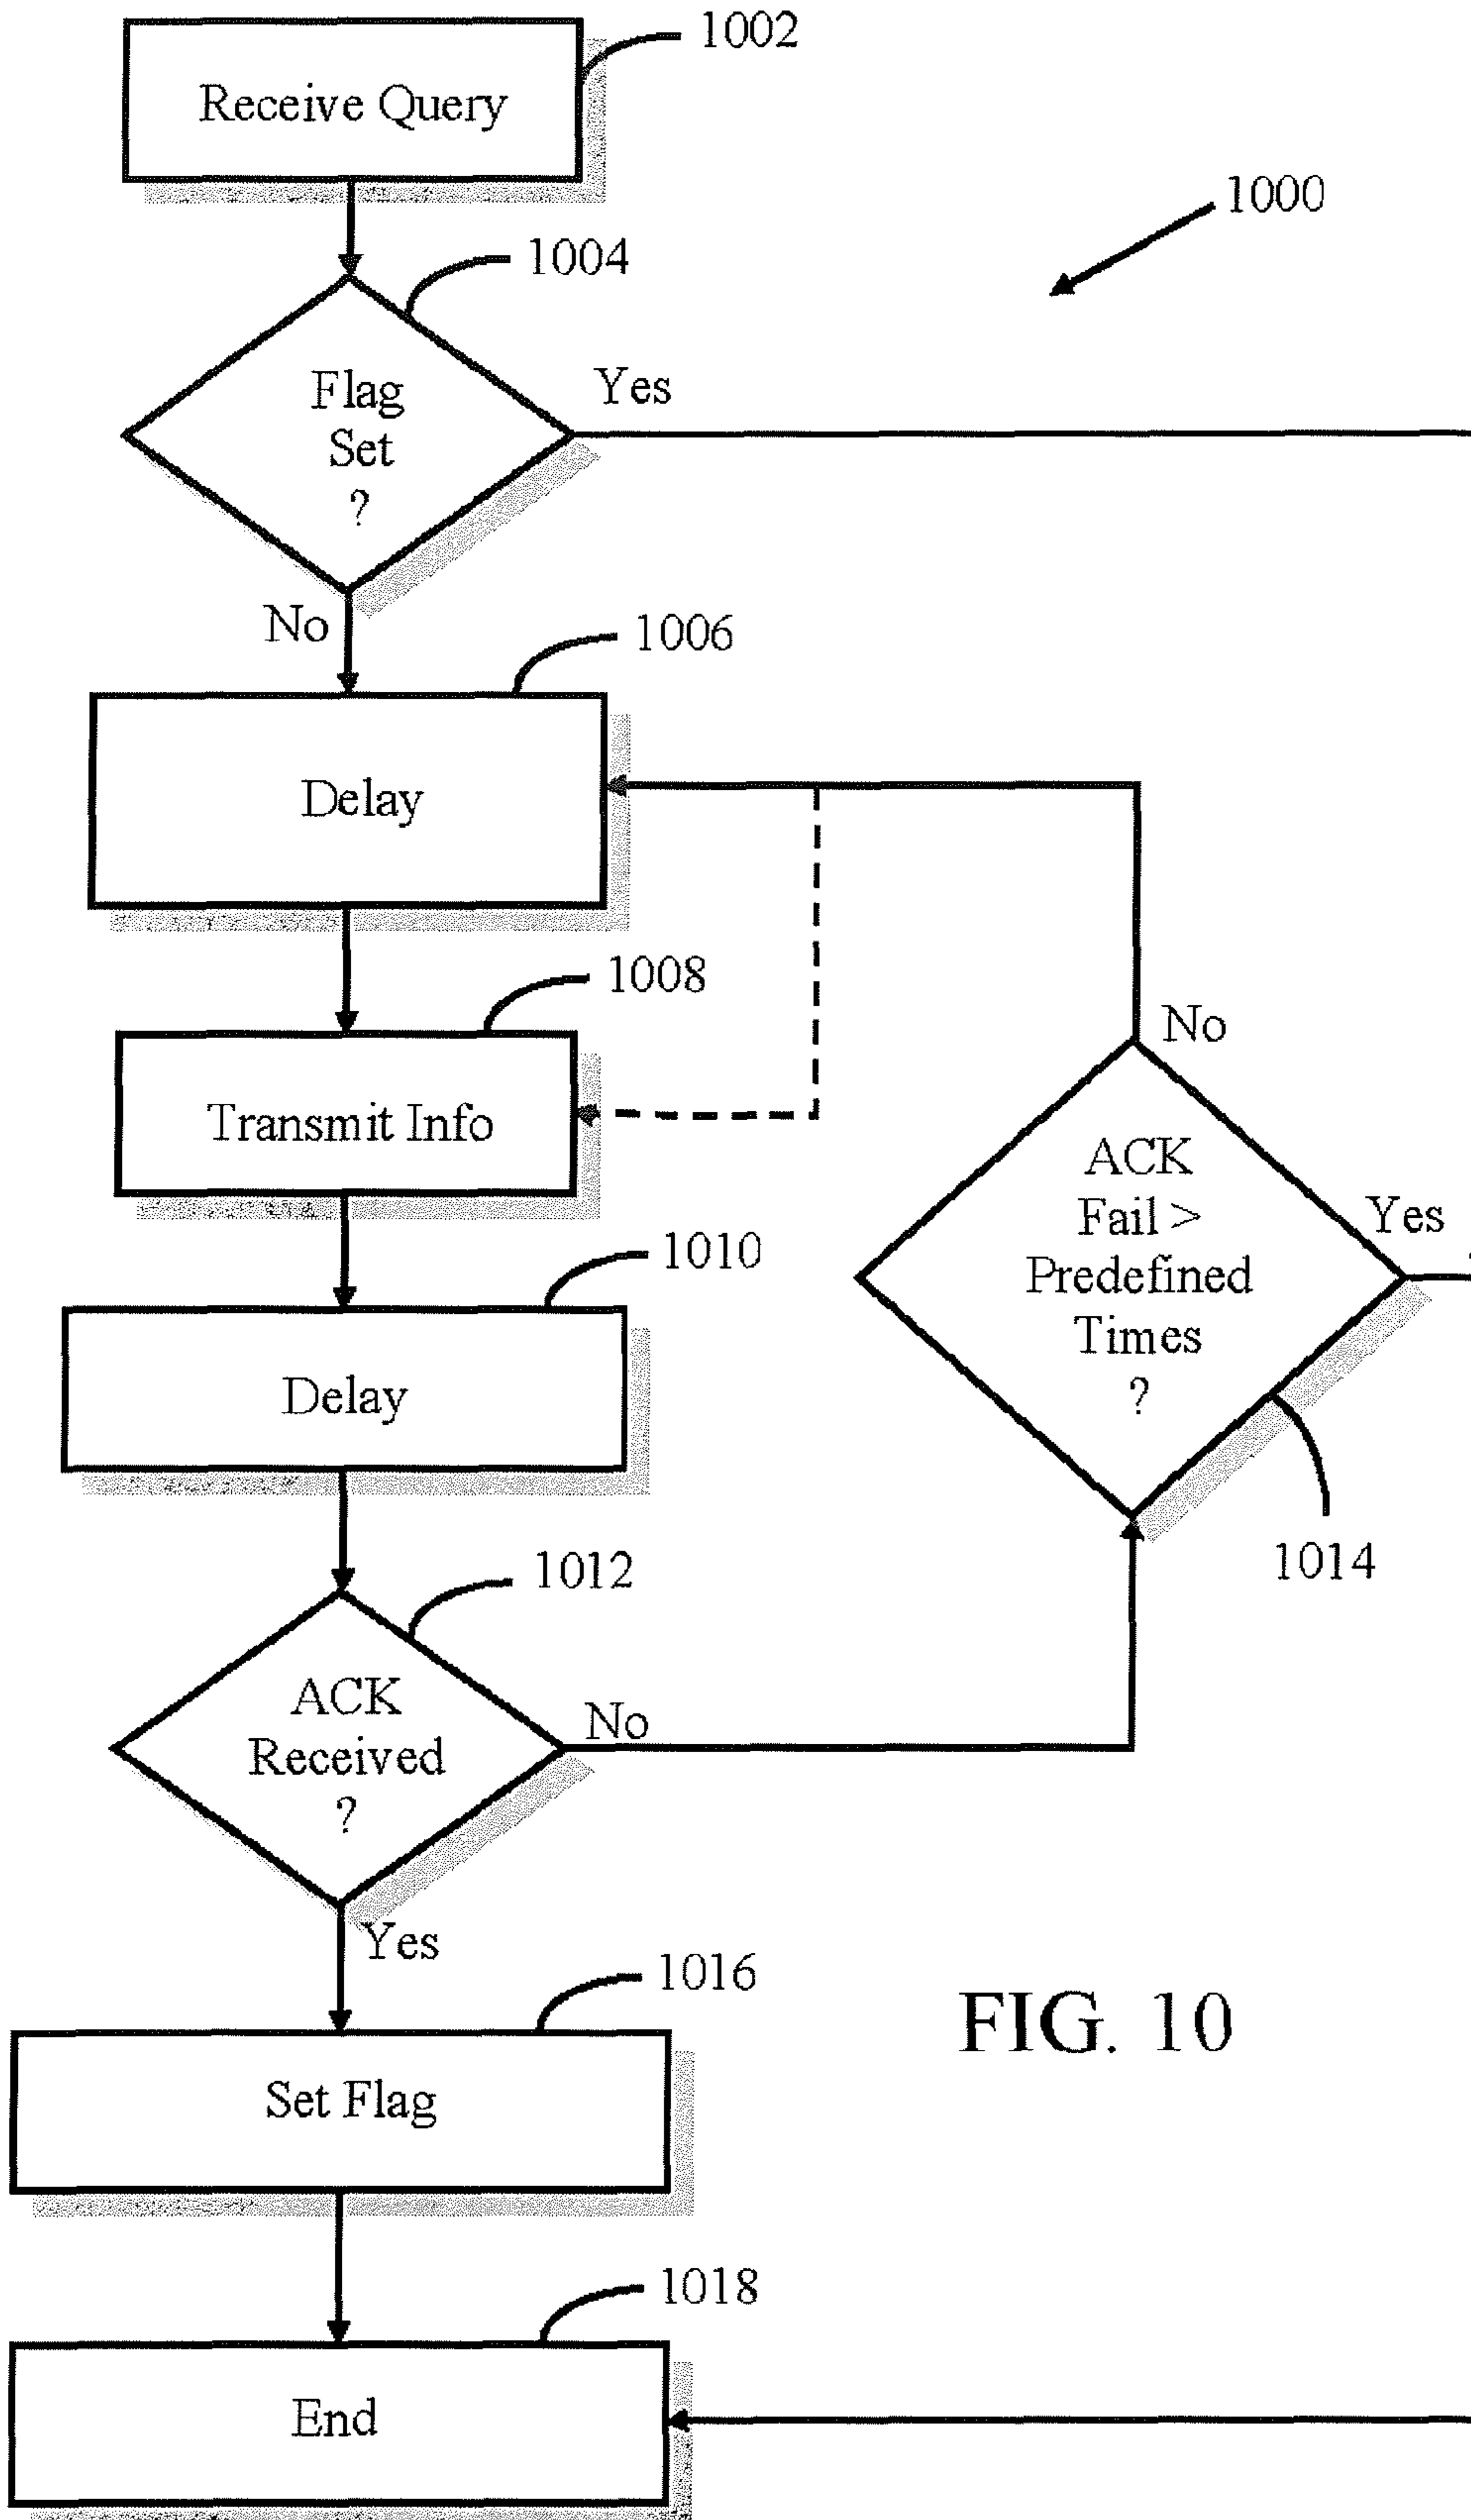 1002
Receive Query
1000
1004
Flag
Set
?
Yes
No
1006
Delay
1008
Transmit Info
No
ACK
Fail >
Predefined
Times
?
Yes
1014
1010
Delay
1012
ACK
Received
?
No
Yes
1016
Set Flag
FIG. 10
1018
End